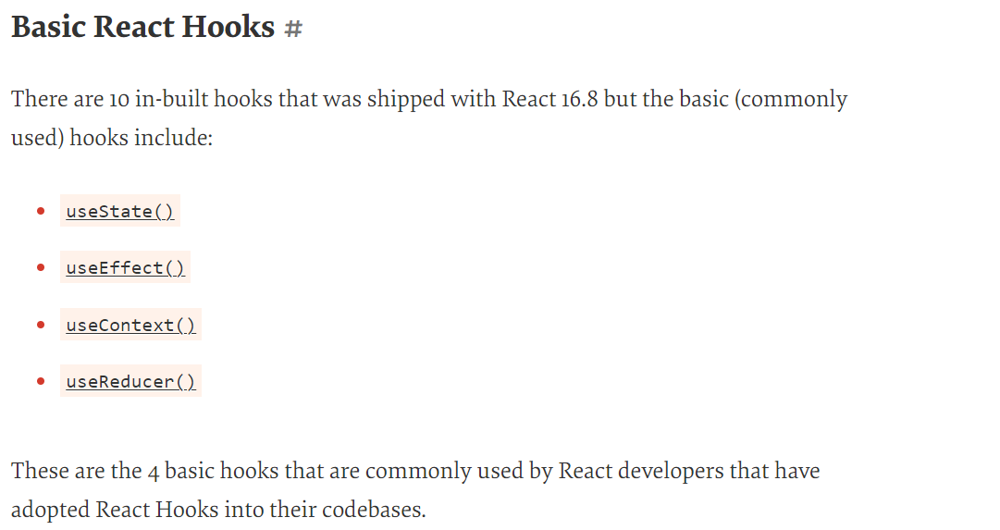 Basic React Hooks #
There are 10 in-built hooks that was shipped with React 16.8 but the basic (commonly
used) hooks include:
• useState()
• useEffect()
• useContext()
• useReducer()
These are the 4 basic hooks that are commonly used by React developers that have
adopted React Hooks into their codebases.